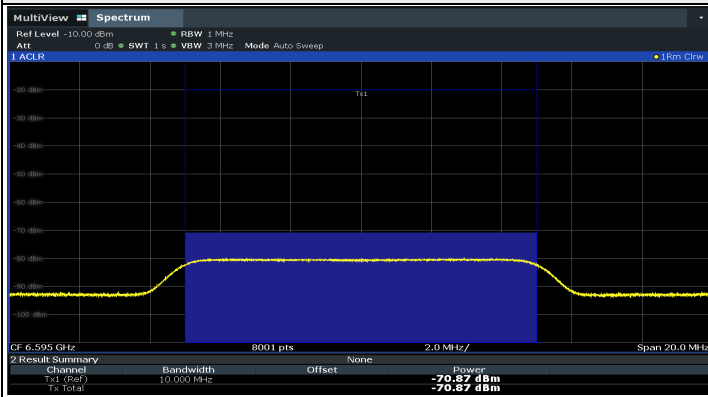 MultiView Spectrum
Ref Level -10.00 dBm RBW 1 MHz
Att 0 dB SWT 1 s VBW 3 MHz Mode Auto Sweep
1 ACLR 1Rm Clrw
Tx1
-20 dBm
-30 dBm
-40 dBm
-50 dBm
-60 dBm
-70 dBm
-80 dBm
-90 dBm
-100 dBm
CF 6.595 GHz 8001 pts 2.0 MHz/ Span 20.0 MHz
2 Result Summary None
Channel Bandwidth Offset Power
Tx1 (Ref) 10.000 MHz -70.87 dBm
Tx Total -70.87 dBm